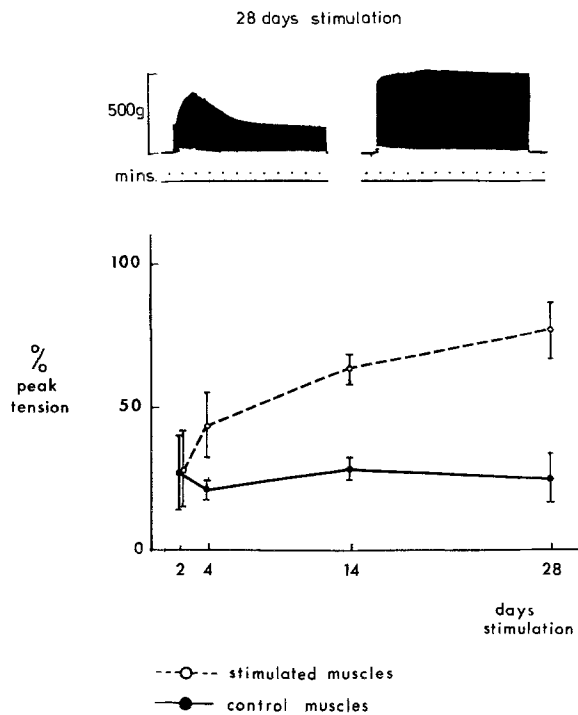 28 days stimulation
500g
mins.
100
%
peak
tension
50
0
2 4 14 28
days
stimulation
stimulated muscles
control muscles